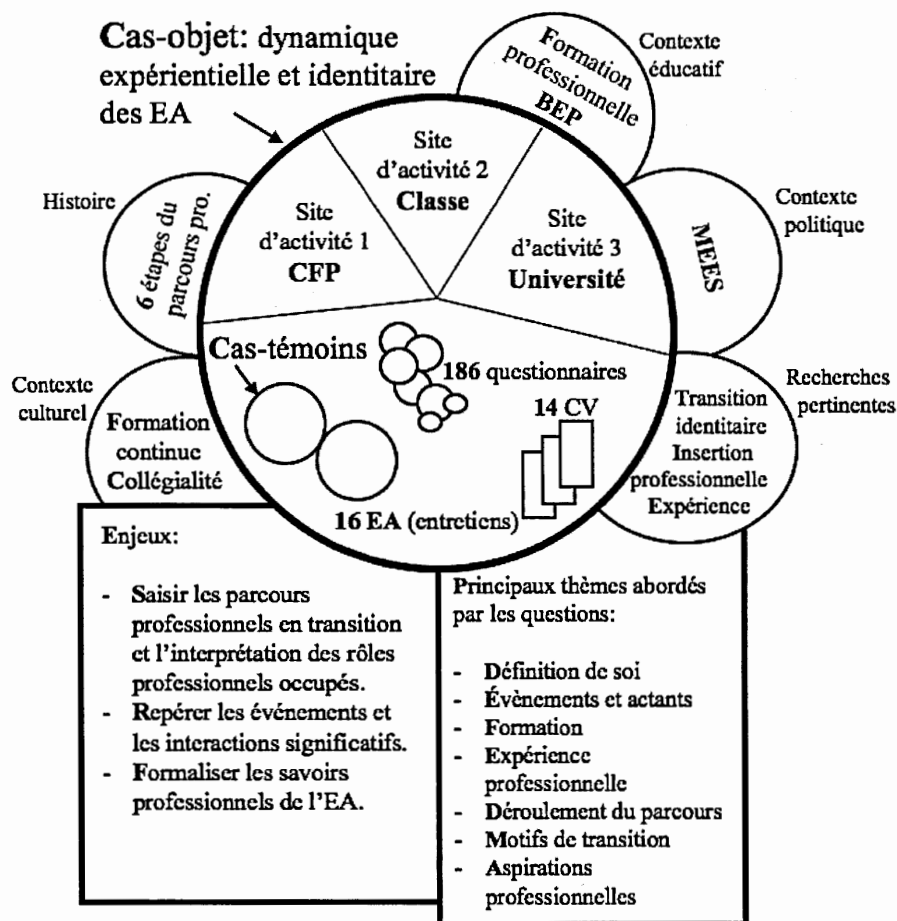 Cas-objet: dynamique
expérientielle et identitaire
des EA
Formation
professionnelle
BEP
Contexte
éducatif
Site
d'activité 2
Classe
Histoire
6 étapes du
parcours pro.
Site
d'activité 1
CFP
Site
d'activité 3
Université
MEES
Contexte
politique
Cas-témoins
186 questionnaires
14 CV
16 EA (entretiens)
Contexte
culturel
Formation
continue
Collégialité
Recherches
pertinentes
Transition
identitaire
Insertion
professionnelle
Expérience
Enjeux:
- Saisir les parcours
professionnels en transition
et l'interprétation des rôles
professionnels occupés.
- Repérer les événements et
les interactions significatifs.
- Formaliser les savoirs
professionnels de l'EA.
Principaux thèmes abordés
par les questions:
- Définition de soi
- Évènements et actants
- Formation
- Expérience
professionnelle
- Déroulement du parcours
- Motifs de transition
- Aspirations
professionnelles